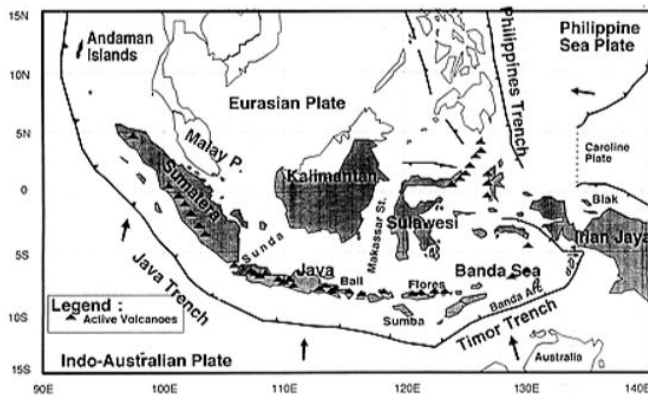 15N
10N
5N
0
5S
10S
15S
Andaman
Islands
Philippine
Sea Plate
Eurasian Plate
Philippines Trench
Malay P.
Caroline
Plate
Sumatera
Kalimantan
Makassar St.
Sulawesi
Blak
Irian Jaya
Sunda
Java
Bali
Flores
Banda Sea
Banda Arc
Java Trench
Sumba
Timor Trench
Legend :
Active Volcanoes
Indo-Australian Plate
Australia
90E
100E
110E
120E
130E
140E